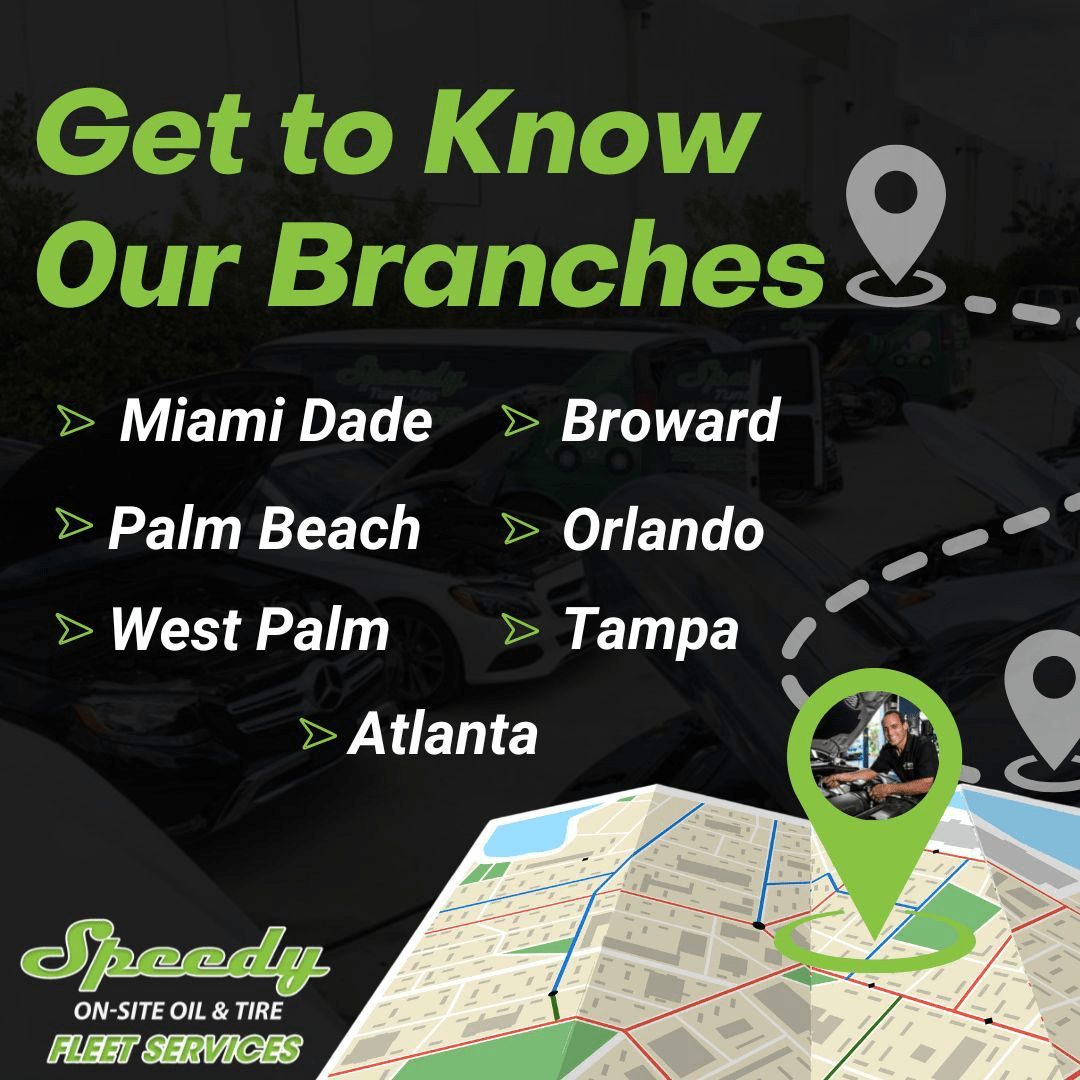 Get to Know
Our Branches
Miami Dade
Broward
Palm Beach
Orlando
West Palm
Tampa
Atlanta
Speedy
ON-SITE OIL & TIRE
FLEET SERVICES
Speedy